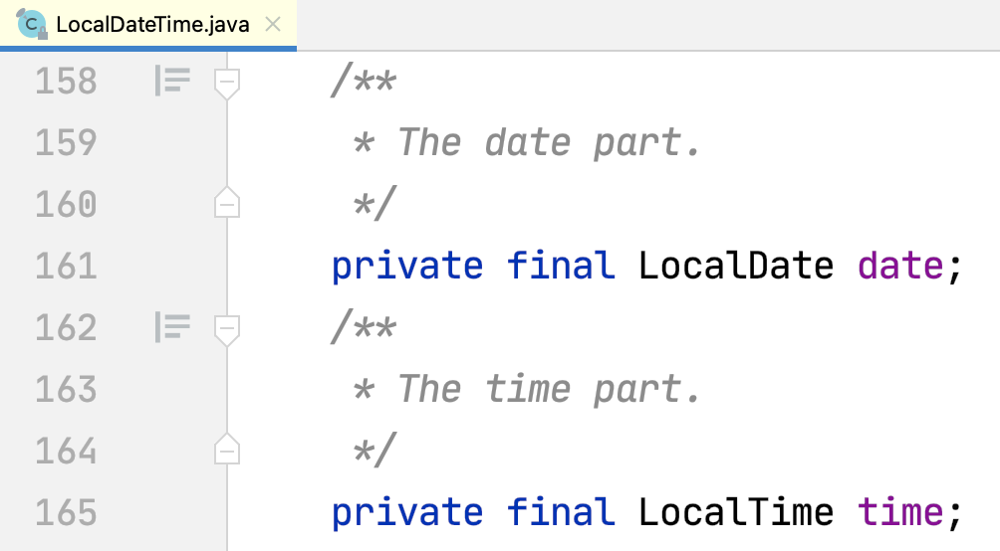 LocalDateTime.java
158 /**
159 * The date part.
160 */
161 private final LocalDate date;
162 /**
163 * The time part.
164 */
165 private final LocalTime time;